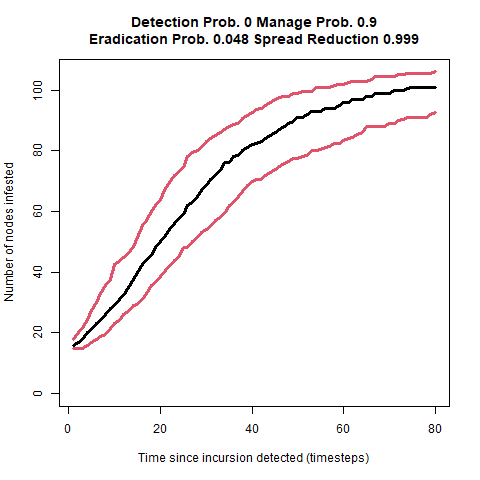 Detection Prob. 0 Manage Prob. 0.9
Eradication Prob. 0.048 Spread Reduction 0.999
Number of nodes infested
100
80
60
40
20
0
0 20 40 60 80
Time since incursion detected (timesteps)